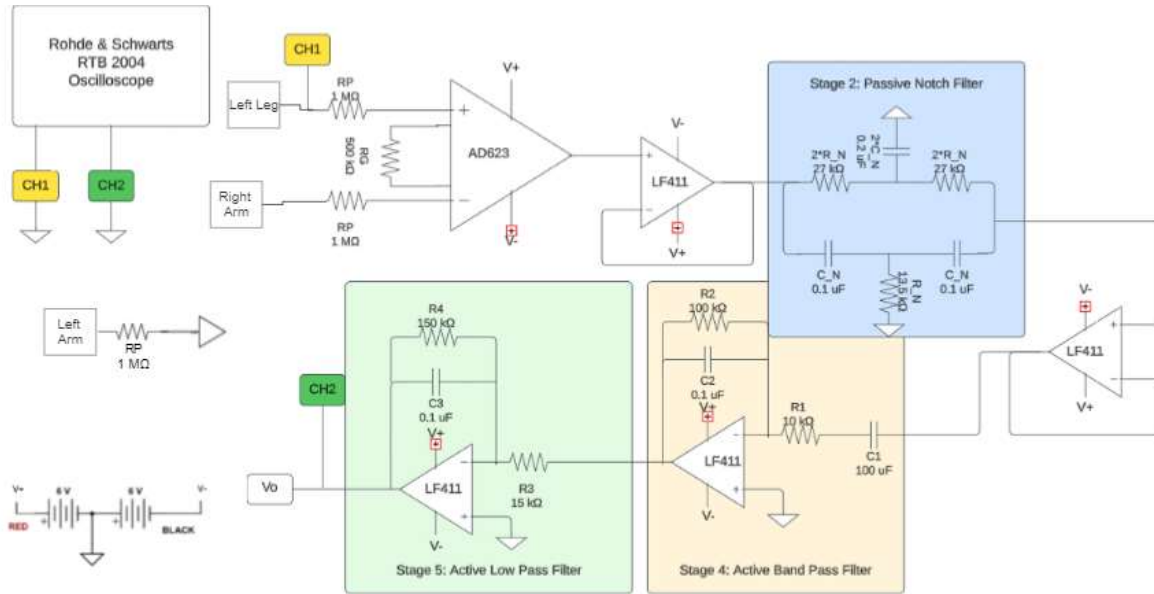 Rohde & Schwarts
RTB 2004
Oscilloscope
CH1
CH2
CH1
Left Leg
RP
1 MΩ
RG
500 kΩ
Right
Arm
RP
1 MΩ
V+
+
AD623
−
V-
V-
+
LF411
−
V+
Stage 2: Passive Notch Filter
2*C_N
0.2 uF
2*R_N
27 kΩ
2*R_N
27 kΩ
C_N
0.1 uF
C_N
0.1 uF
R_N
13.5 kΩ
Left
Arm
RP
1 MΩ
V-
+
LF411
−
V+
R2
100 kΩ
C2
0.1 uF
V+
−
LF411
+
V-
R1
10 kΩ
C1
100 uF
Stage 4: Active Band Pass Filter
R4
150 kΩ
C3
0.1 uF
V+
−
LF411
+
V-
R3
15 kΩ
Stage 5: Active Low Pass Filter
CH2
Vo
V+
6 V
6 V
V-
+
+
RED
BLACK